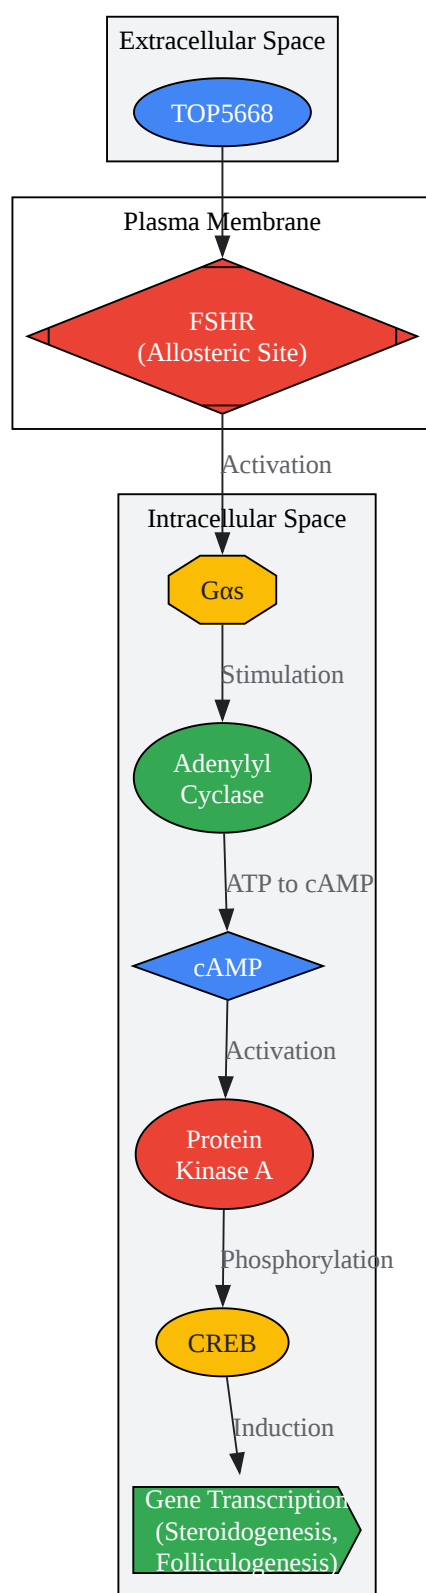 Extracellular Space
TOP5668
Plasma Membrane
FSHR
(Allosteric Site)
Activation
Intracellular Space
Gαs
Stimulation
Adenylyl
Cyclase
ATP to cAMP
cAMP
Activation
Protein
Kinase A
Phosphorylation
CREB
Induction
Gene Transcription
(Steroidogenesis,
Folliculogenesis)